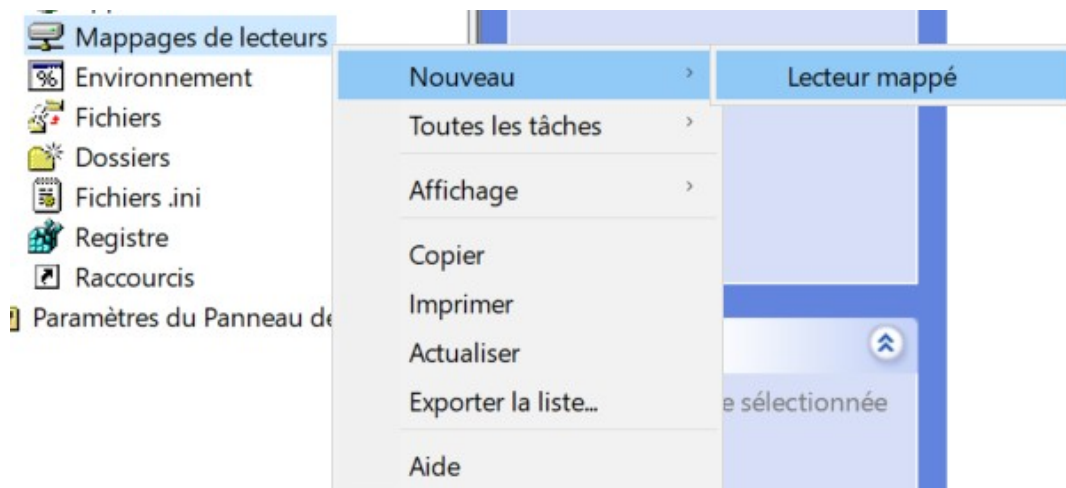 Mappages de lecteurs
Environnement
Fichiers
Dossiers
Fichiers .ini
Registre
Raccourcis
Paramètres du Panneau de
Nouveau
Toutes les tâches
Affichage
Copier
Imprimer
Actualiser
Exporter la liste...
Aide
Lecteur mappé
e sélectionnée